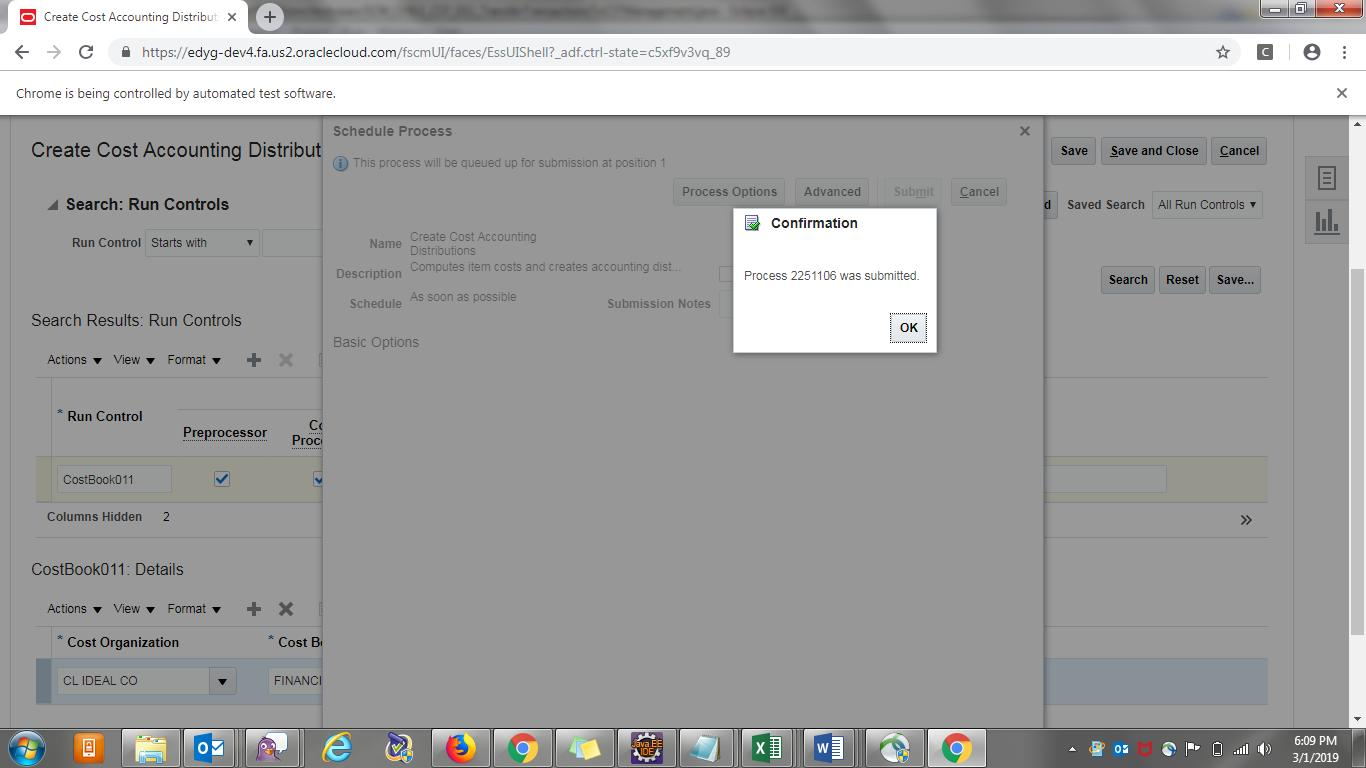 Create Cost Accounting Distribut
https://edyg-dev4.fa.us2.oraclecloud.com/fscmUI/faces/EssUIShell?_adf.ctrl-state=c5xf9v3vq_89
C
Chrome is being controlled by automated test software.
Schedule Process
Create Cost Accounting Distribut
This process will be queued up for submission at position 1
Save Save and Close Cancel
Process Options Advanced Submit Cancel
Search: Run Controls
d Saved Search All Run Controls
Confirmation
Run Control Starts with
Name Create Cost Accounting
Distributions
Description Computes item costs and creates accounting dist...
Process 2251106 was submitted.
Search Reset Save...
Schedule As soon as possible Submission Notes
Search Results: Run Controls
OK
Basic Options
Actions View Format
* Run Control
Preprocessor
Co
Proce
CostBook011
Columns Hidden 2
CostBook011: Details
Actions View Format
* Cost Organization * Cost B
CL IDEAL CO FINANCI
Java EE
IDE
6:09 PM
3/1/2019